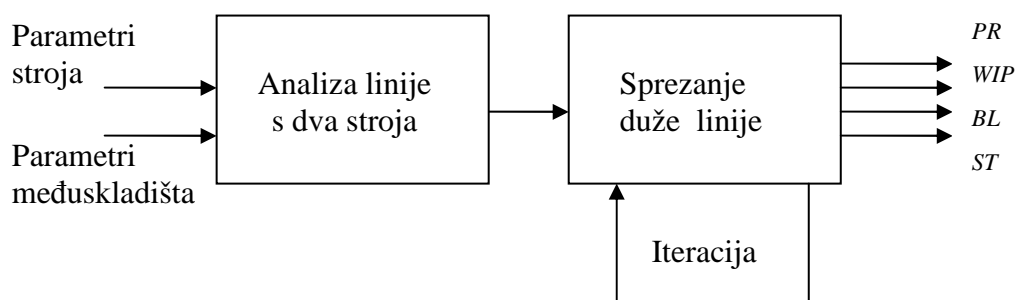 Parametri
stroja
Parametri
međuskladišta
Analiza linije
s dva stroja
Sprezanje
duže linije
Iteracija
PR
WIP
BL
ST